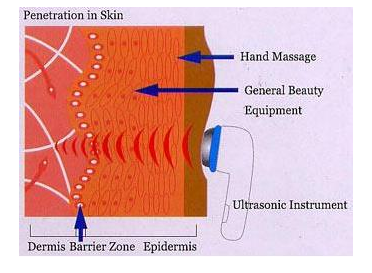 Penetration in Skin
Hand Massage
General Beauty
Equipment
Ultrasonic Instrument
Dermis Barrier Zone Epidermis